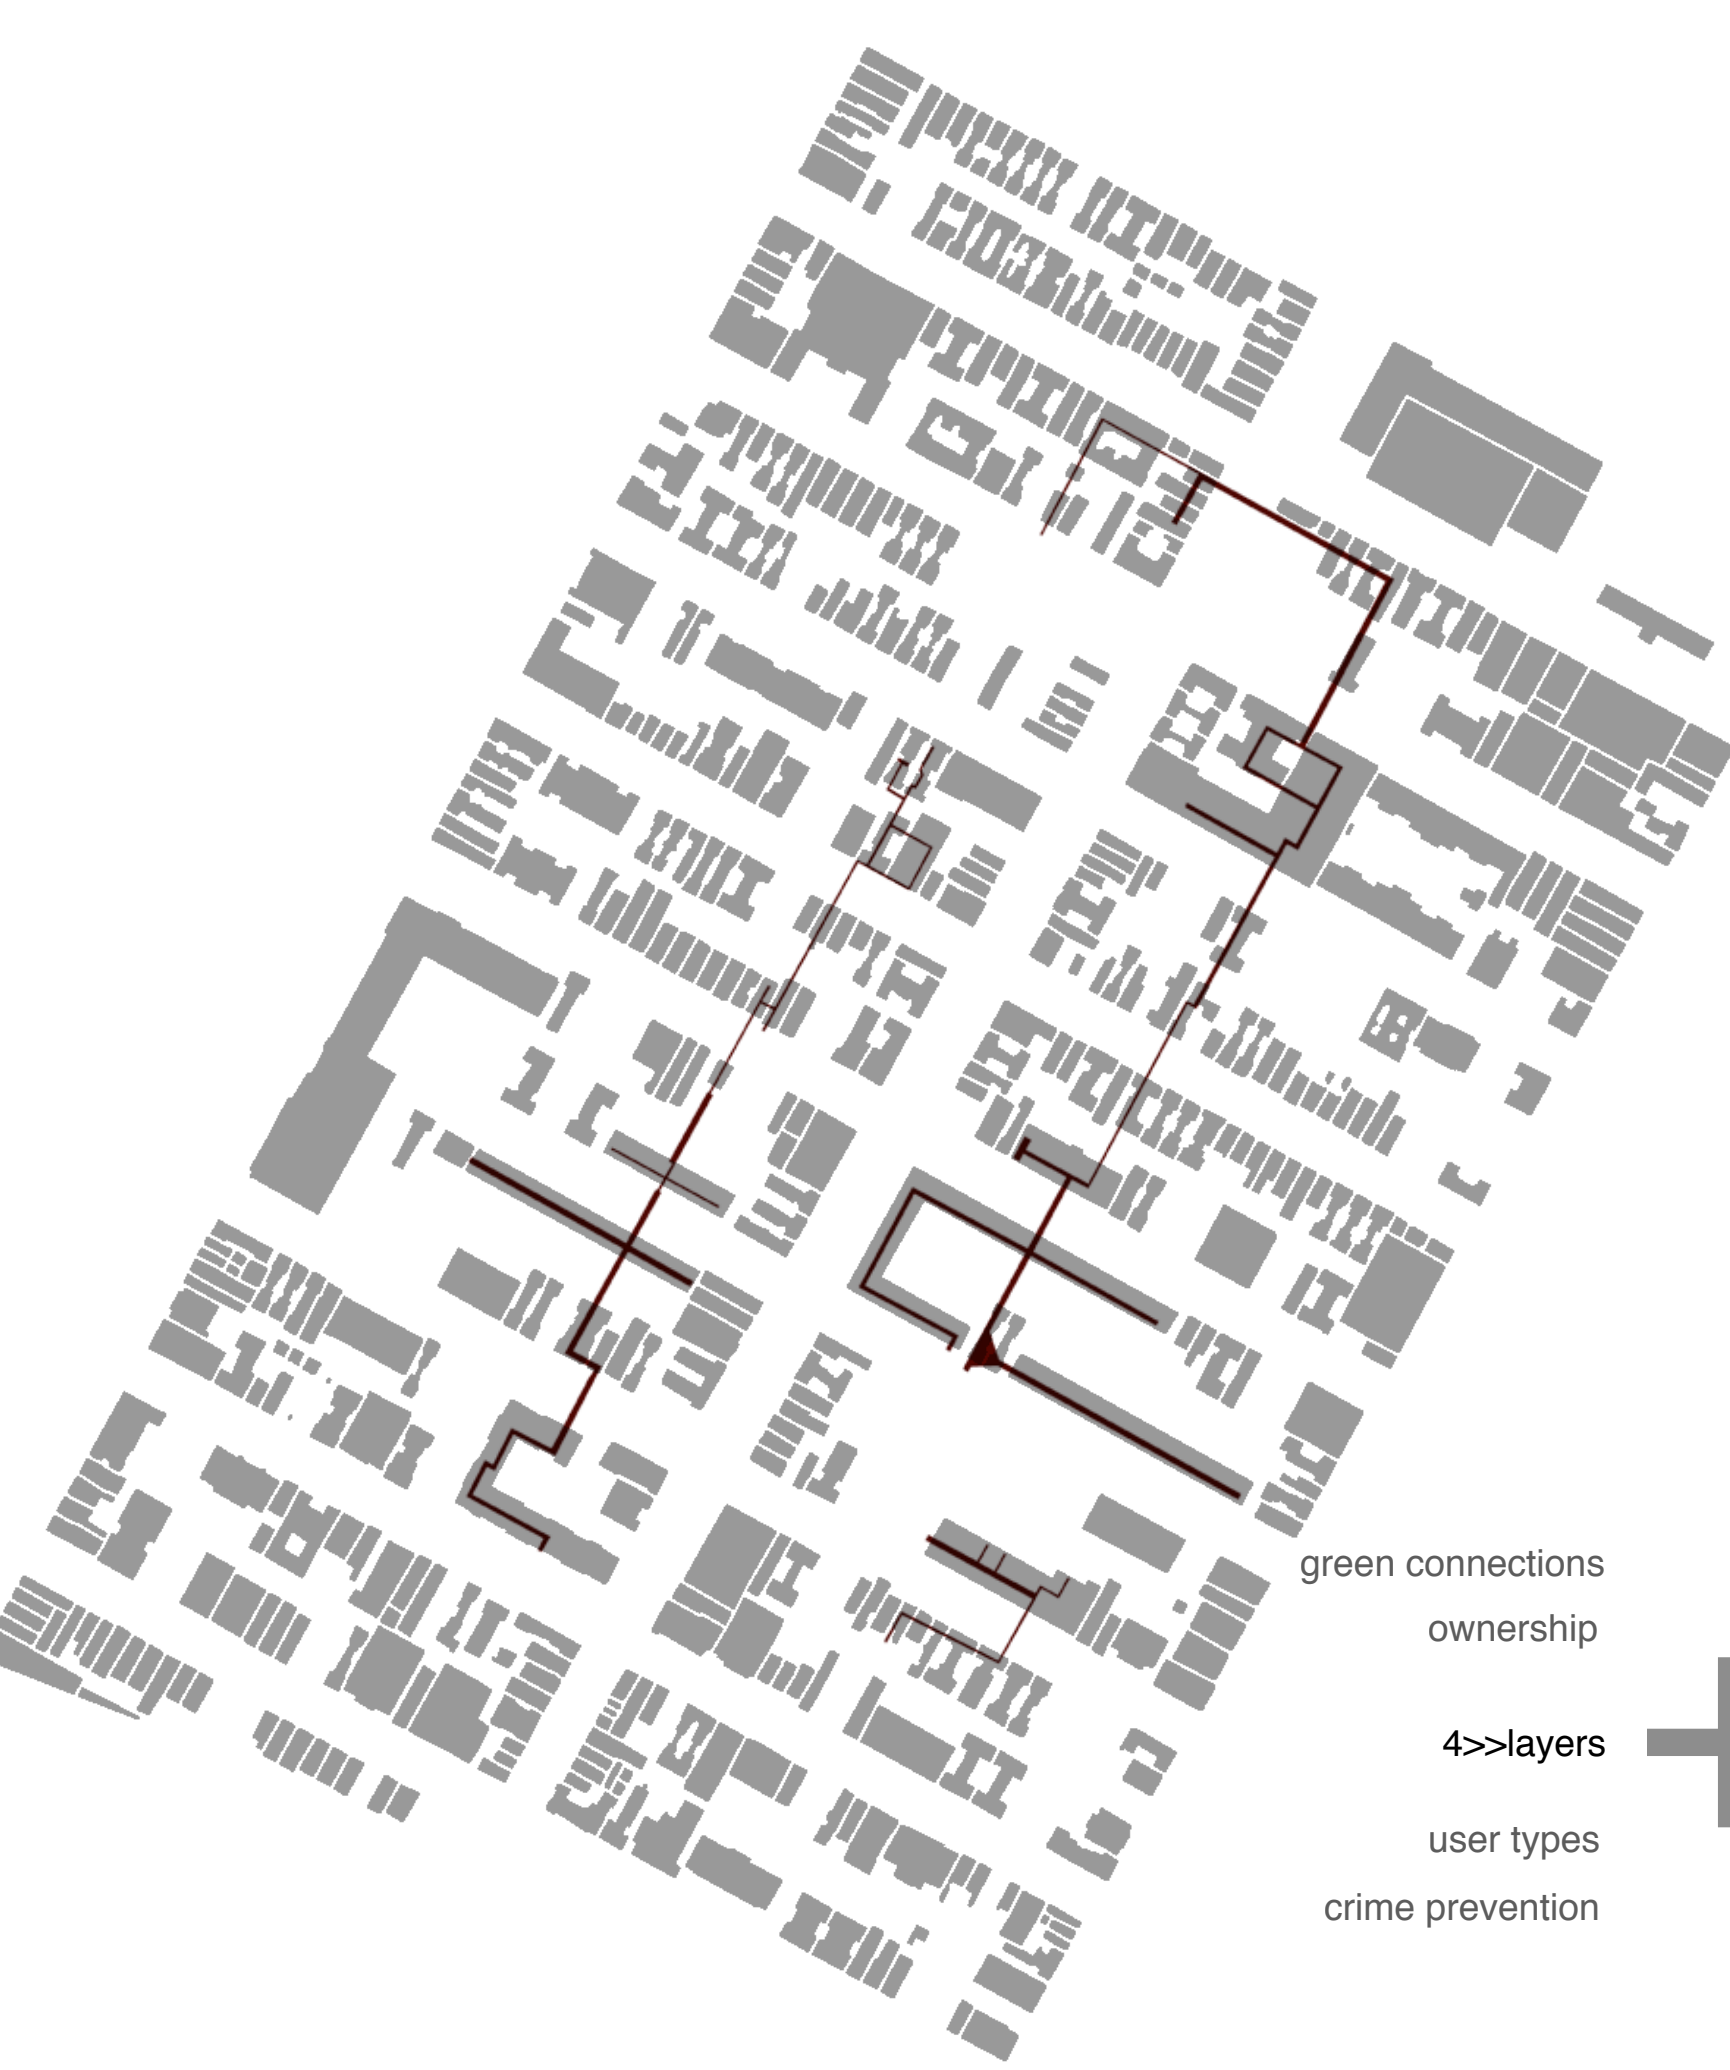 green connections
ownership
4>>layers
user types
crime prevention